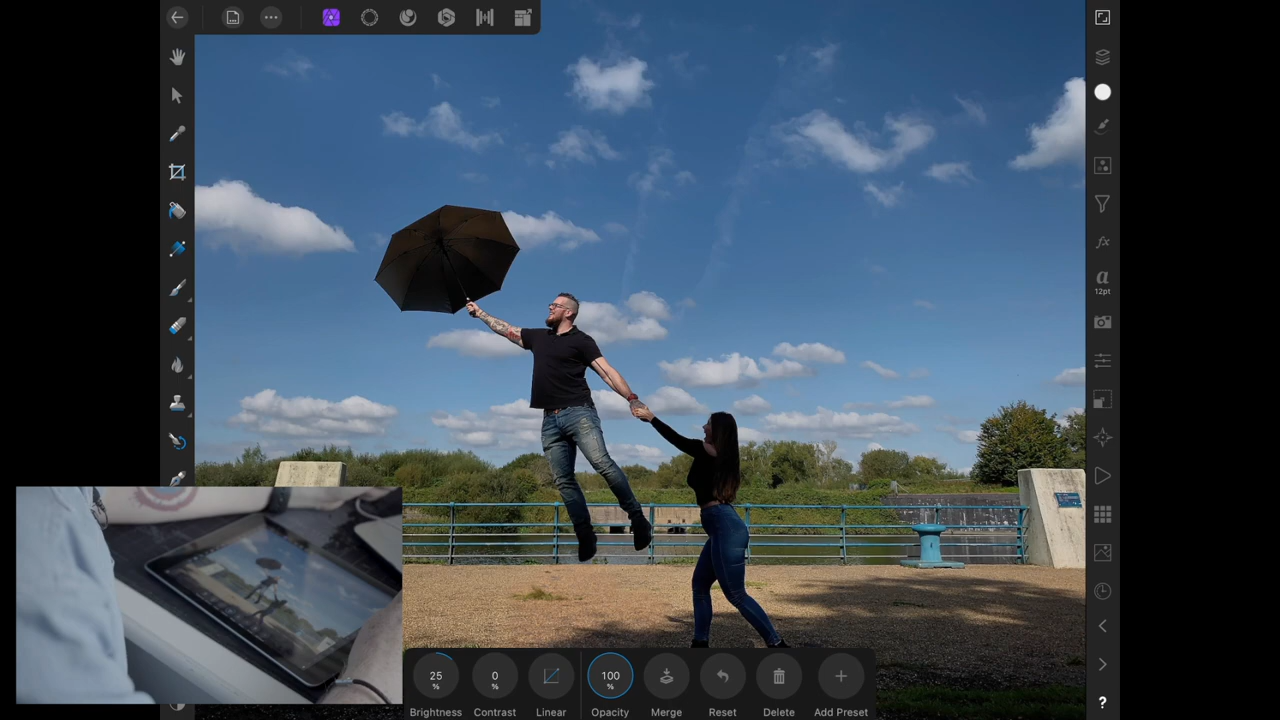 a
12pt
25
%
0
%
100
%
Brightness
Contrast
Linear
Opacity
Merge
Reset
Delete
Add Preset
?